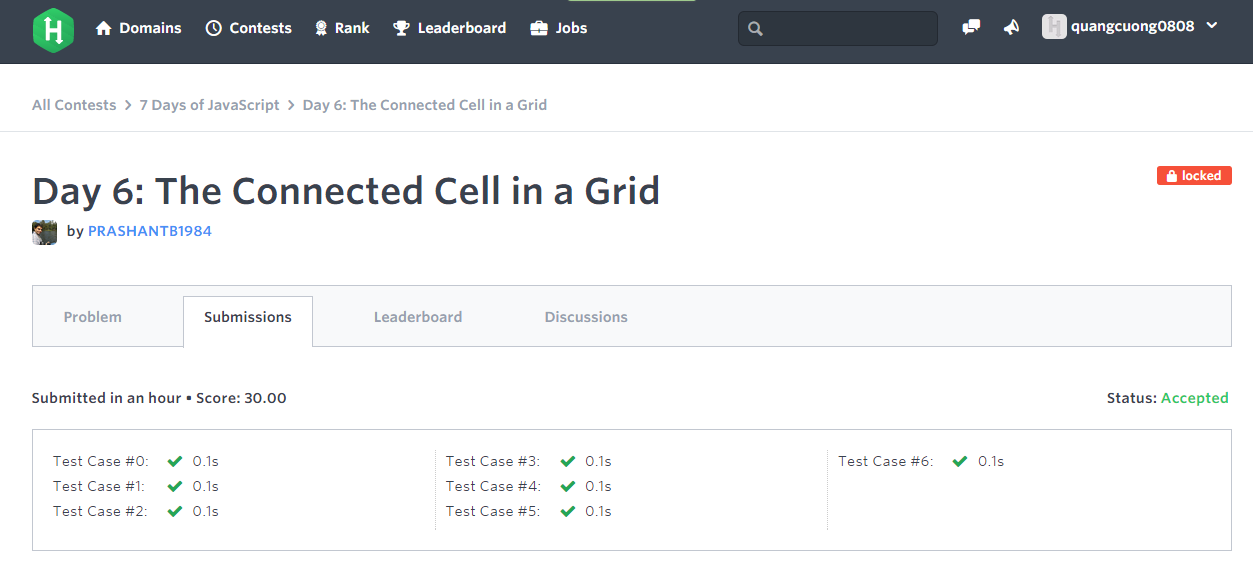 H Domains Contests Rank Leaderboard Jobs H quangcuong0808
All Contests > 7 Days of JavaScript > Day 6: The Connected Cell in a Grid
Day 6: The Connected Cell in a Grid locked
by PRASHANTB1984
Problem Submissions Leaderboard Discussions
Submitted in an hour ▪ Score: 30.00 Status: Accepted
Test Case #0: ✔ 0.1s Test Case #3: ✔ 0.1s Test Case #6: ✔ 0.1s
Test Case #1: ✔ 0.1s Test Case #4: ✔ 0.1s
Test Case #2: ✔ 0.1s Test Case #5: ✔ 0.1s